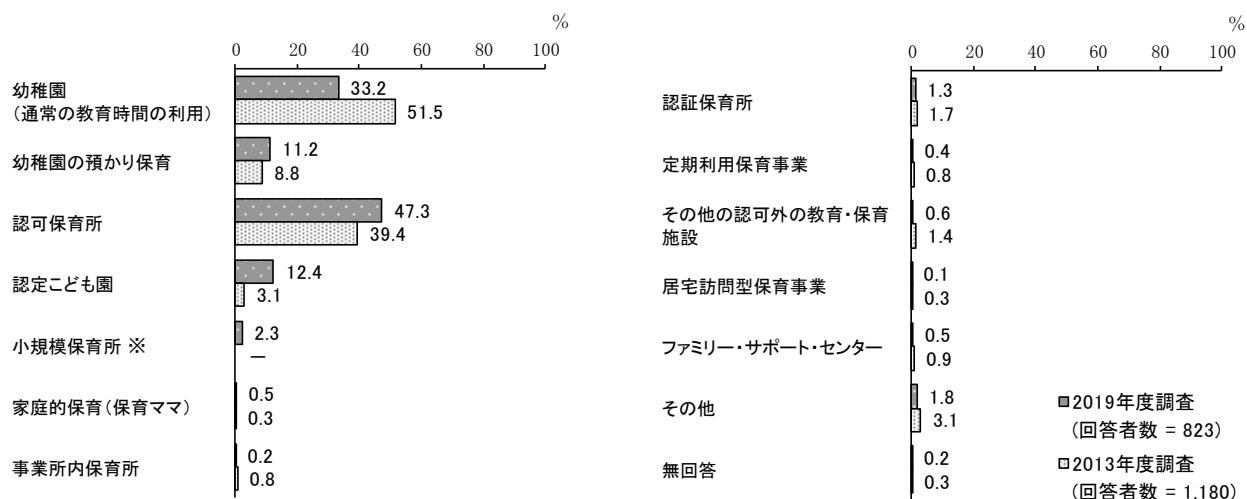 %
0 20 40 60 80 100
幼稚園
（通常の教育時間の利用）
33.2
51.5
幼稚園の預かり保育
11.2
8.8
認可保育所
47.3
39.4
認定こども園
12.4
3.1
小規模保育所 ※
2.3
－
家庭的保育（保育ママ）
0.5
0.3
事業所内保育所
0.2
0.8
%
0 20 40 60 80 100
認証保育所
1.3
1.7
定期利用保育事業
0.4
0.8
その他の認可外の教育・保育
施設
0.6
1.4
居宅訪問型保育事業
0.1
0.3
ファミリー・サポート・センター
0.5
0.9
その他
1.8
3.1
無回答
0.2
0.3
2019年度調査
（回答者数 = 823）
2013年度調査
（回答者数 = 1,180）